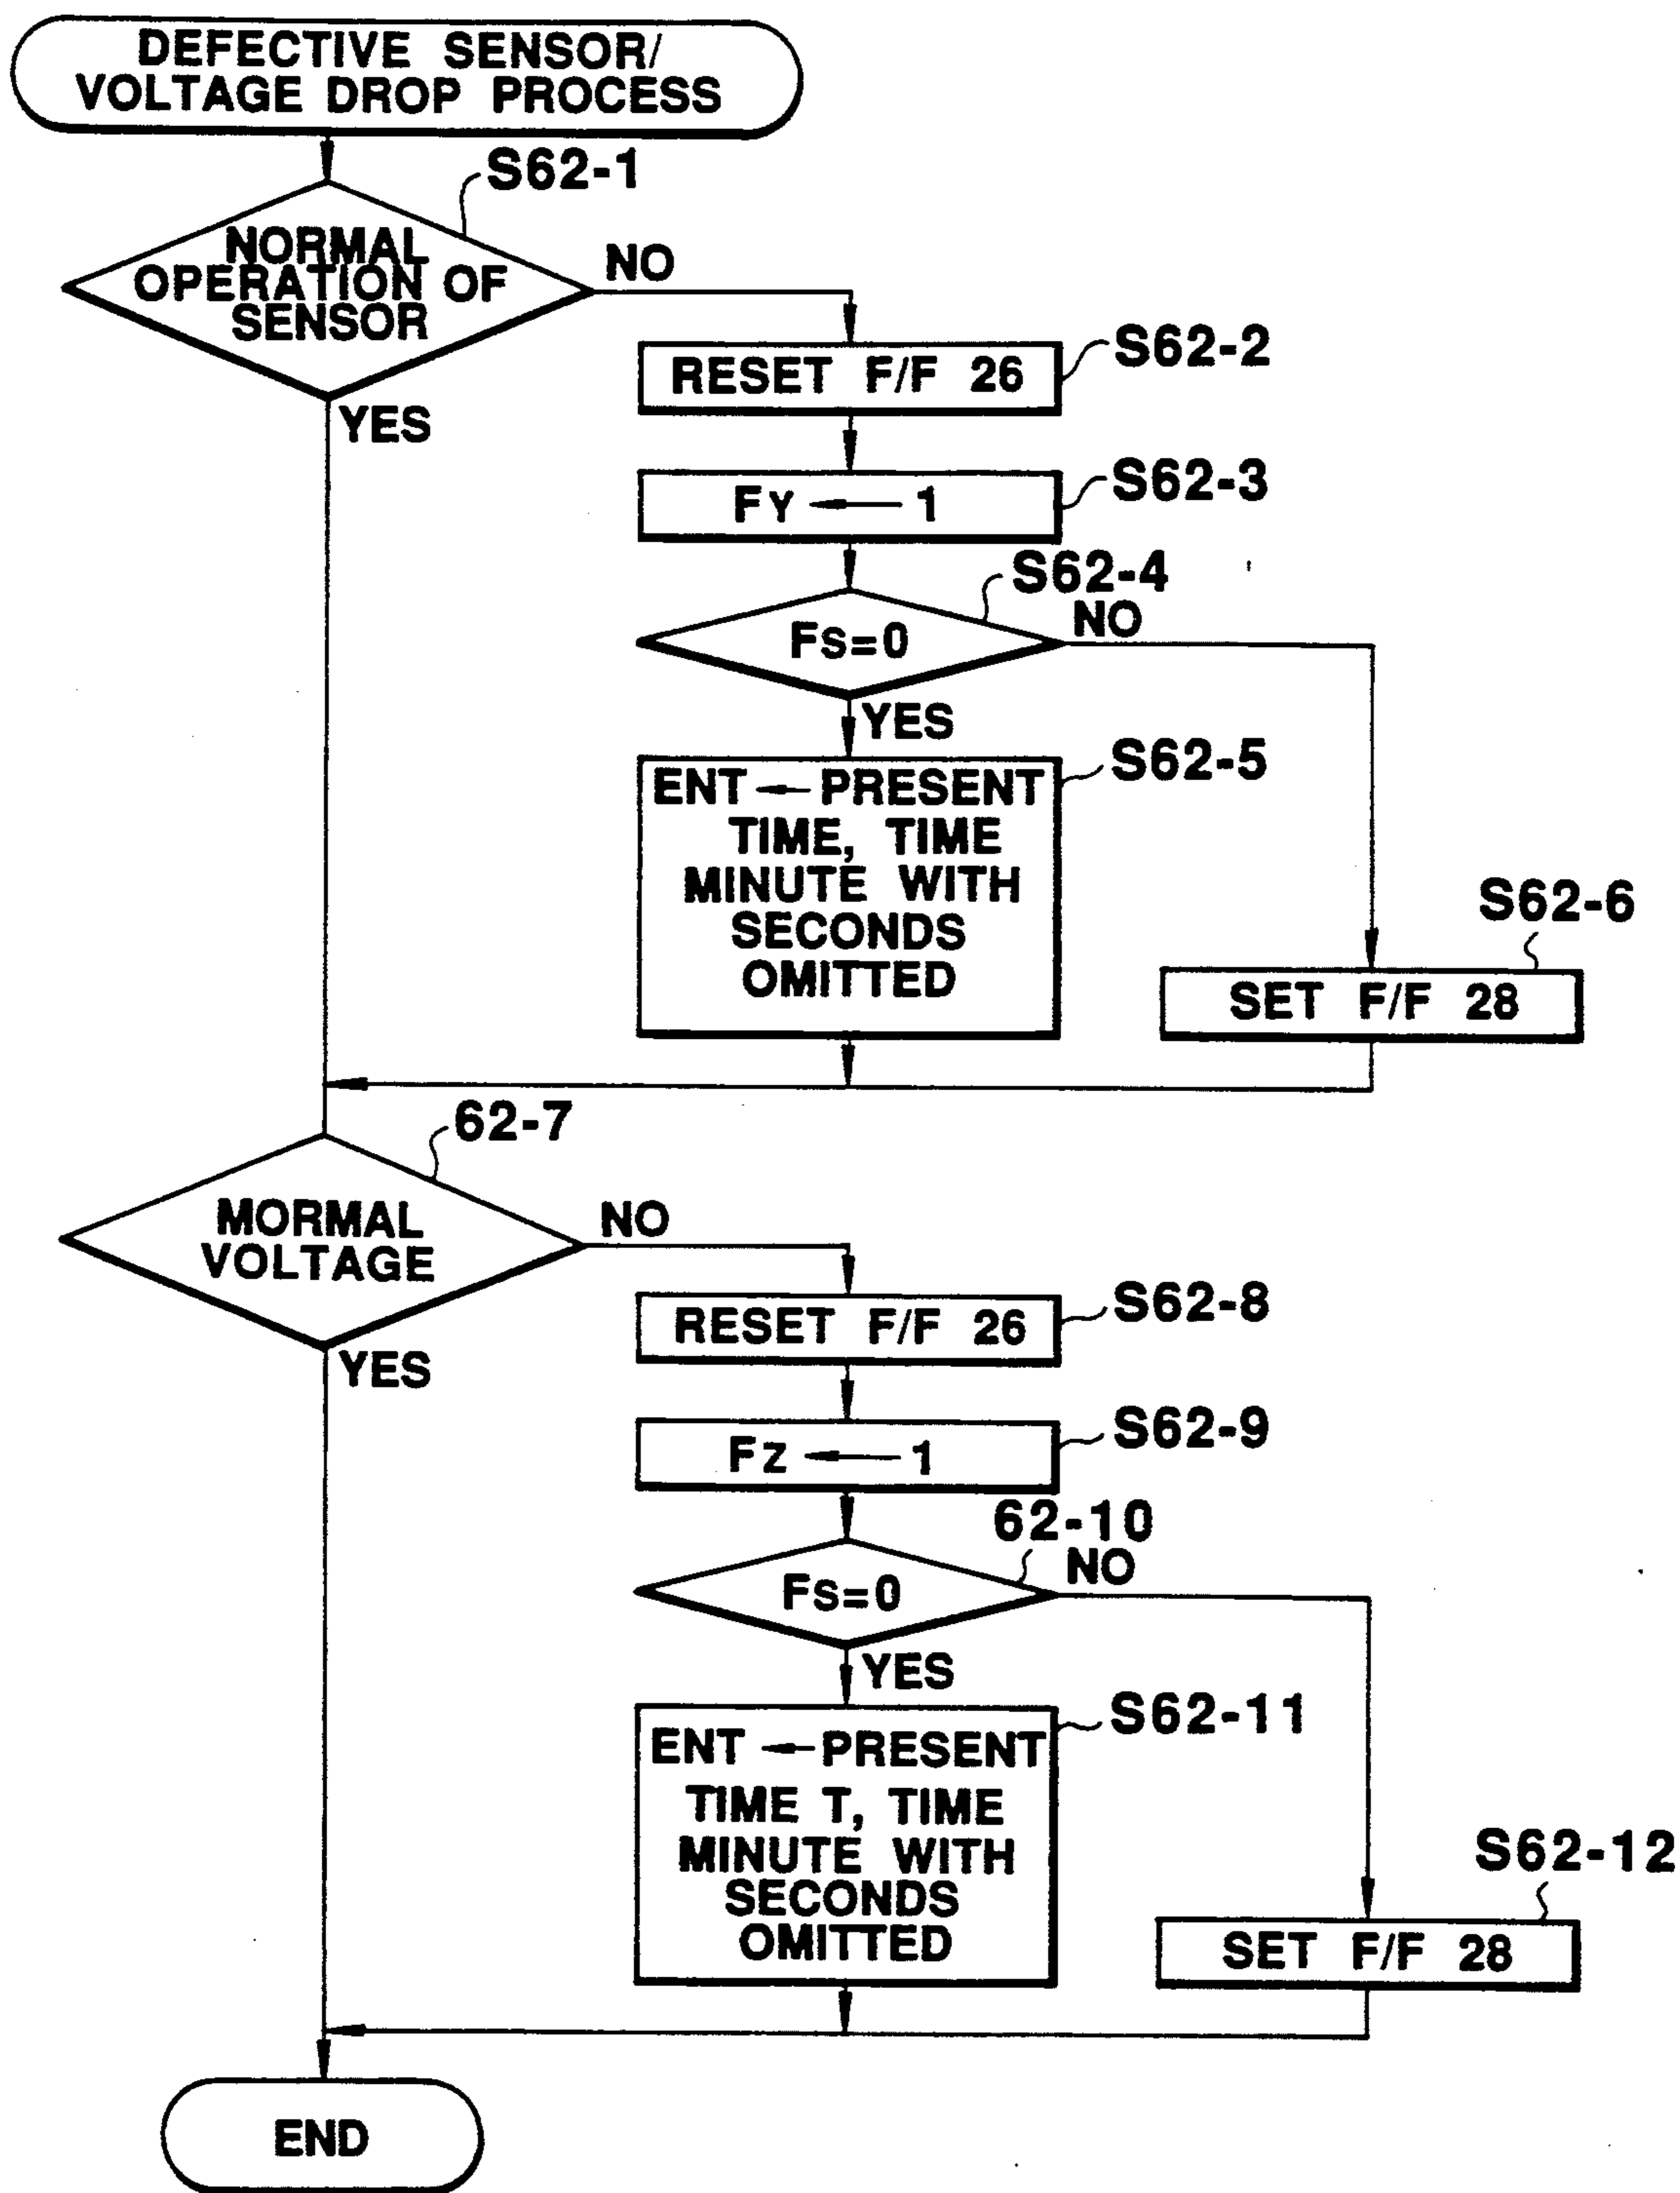 DEFECTIVE SENSOR/
VOLTAGE DROP PROCESS
S62-1
NORMAL
OPERATION OF
SENSOR
NO
YES
RESET F/F 26
S62-2
FY ← 1
S62-3
S62-4
FS=0
NO
YES
ENT ← PRESENT
TIME, TIME
MINUTE WITH
SECONDS
OMITTED
S62-5
S62-6
SET F/F 28
62-7
MORMAL
VOLTAGE
NO
YES
RESET F/F 26
S62-8
FZ ← 1
S62-9
62-10
FS=0
NO
YES
ENT ← PRESENT
TIME T, TIME
MINUTE WITH
SECONDS
OMITTED
S62-11
S62-12
SET F/F 28
END